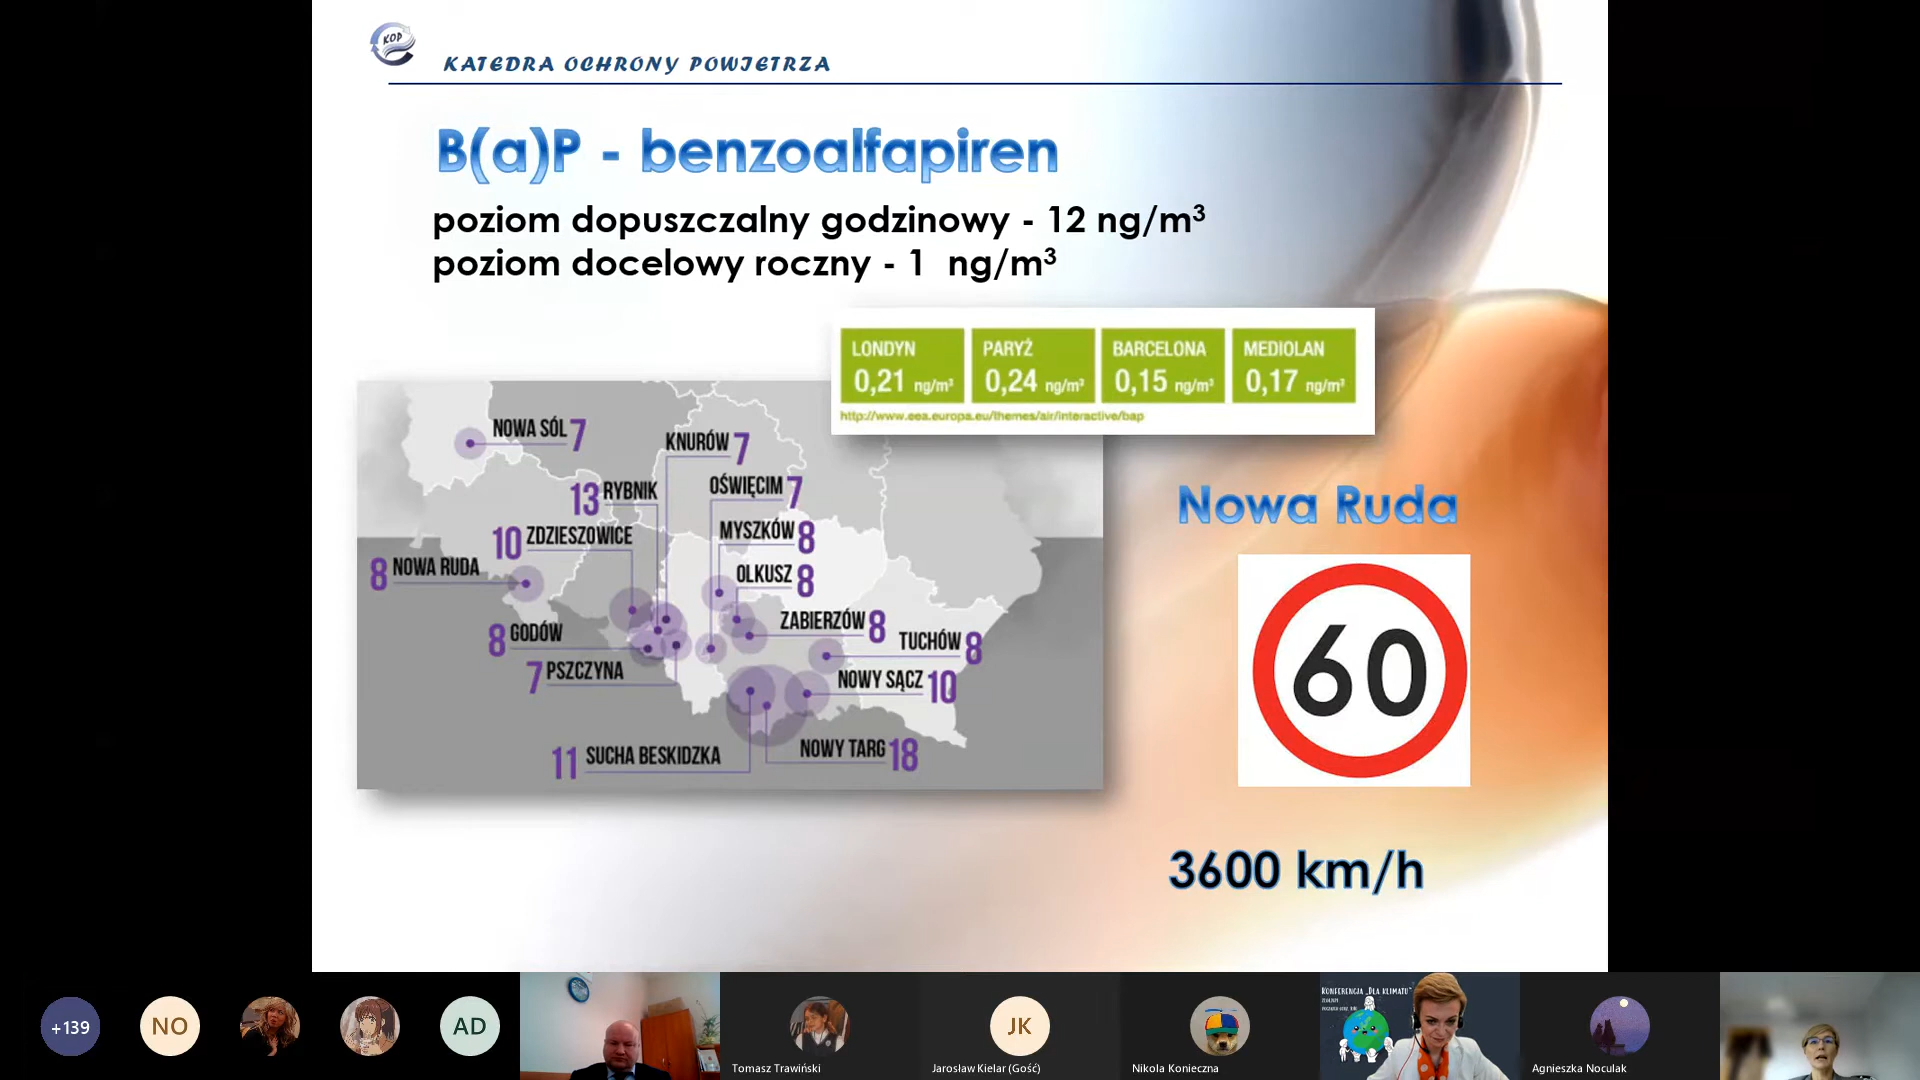 KOP
KATEDRA OCHRONY POWIETRZA
B(a)P - benzoalfapiren
poziom dopuszczalny godzinowy - 12 ng/m³
poziom docelowy roczny - 1 ng/m³
LONDYN
0,21 ng/m³
PARYŻ
0,24 ng/m³
BARCELONA
0,15 ng/m³
MEDIOLAN
0,17 ng/m³
http://www.eea.europa.eu/themes/air/interactive/bap
NOWA SÓL 7
KNURÓW 7
13 RYBNIK
OŚWIĘCIM 7
10 ZDZIESZOWICE
MYSZKÓW 8
8 NOWA RUDA
OLKUSZ 8
8 GODÓW
ZABIERZÓW 8
TUCHÓW 8
7 PSZCZYNA
NOWY SĄCZ 10
11 SUCHA BESKIDZKA
NOWY TARG 18
Nowa Ruda
60
3600 km/h
+139
NO
AD
Tomasz Trawiński
JK
Jarosław Kielar (Gość)
Nikola Konieczna
KONFERENCJA „DLA KLIMATU"
Agnieszka Noculak